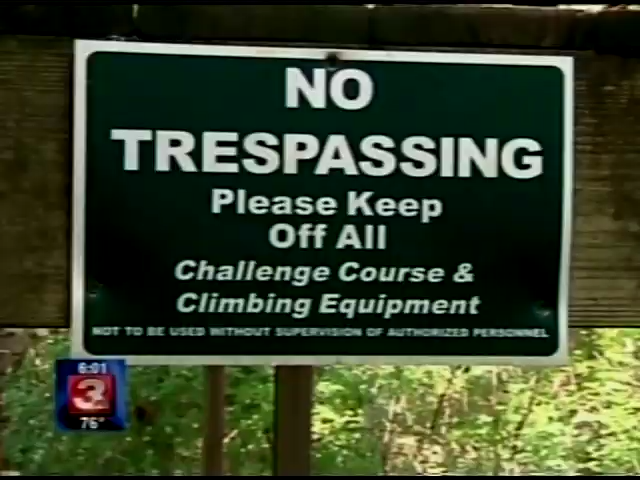 NO
TRESPASSING
Please Keep
Off All
Challenge Course &
Climbing Equipment
NOT TO BE USED WITHOUT SUPERVISION OF AUTHORIZED PERSONNEL
6:01
3
76°